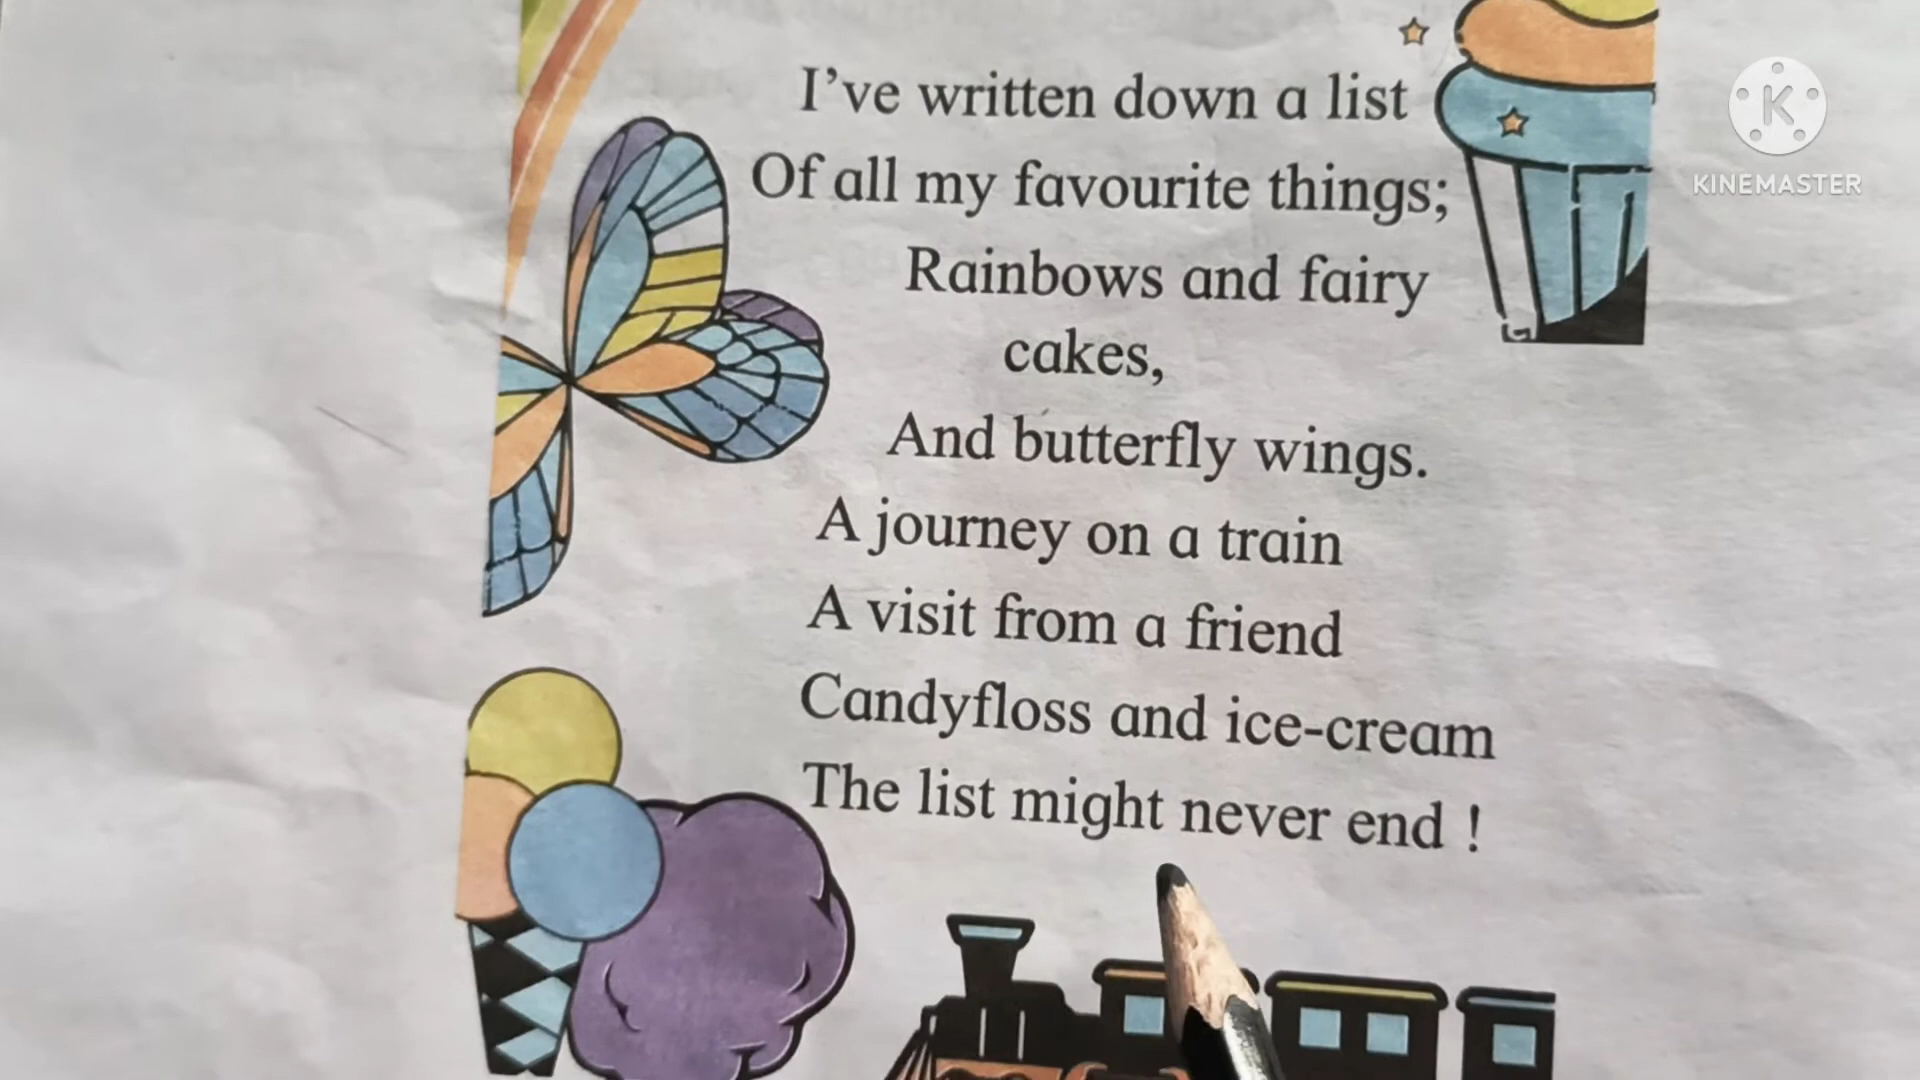 I've written down a list
Of all my favourite things;
Rainbows and fairy
cakes,
And butterfly wings.
A journey on a train
A visit from a friend
Candyfloss and ice-cream
The list might never end !
K
KINEMASTER